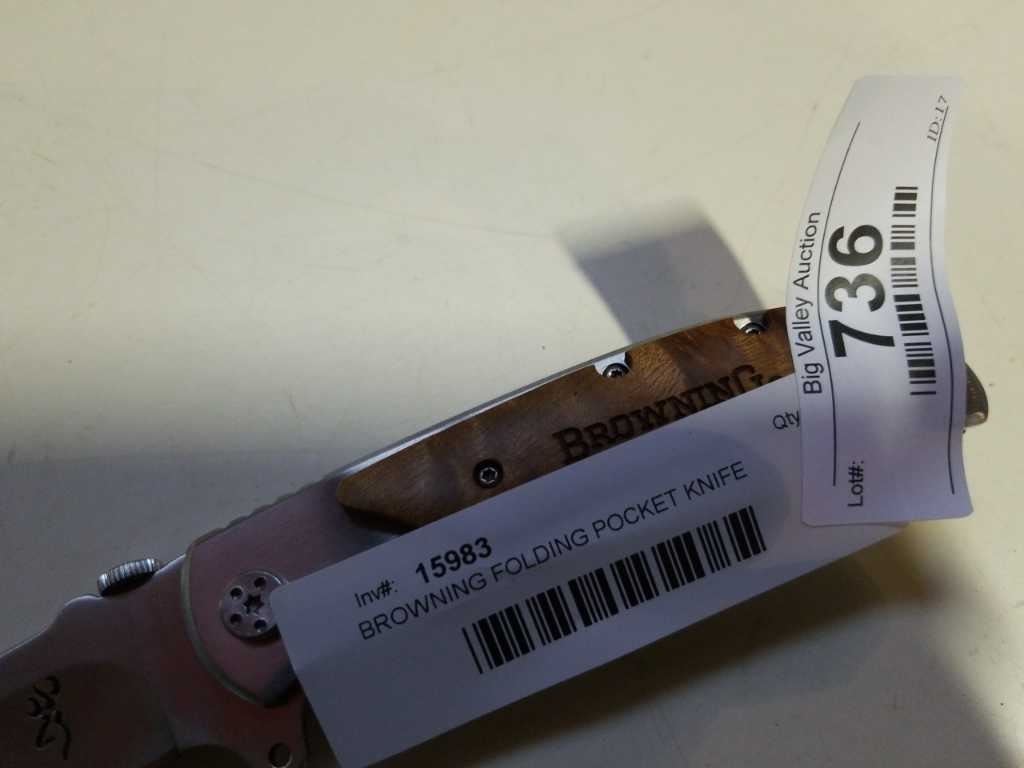 Big Valley Auction
736
Lot#:
ID:17
BROWNING
Qty
Inv#: 15983
BROWNING FOLDING POCKET KNIFE